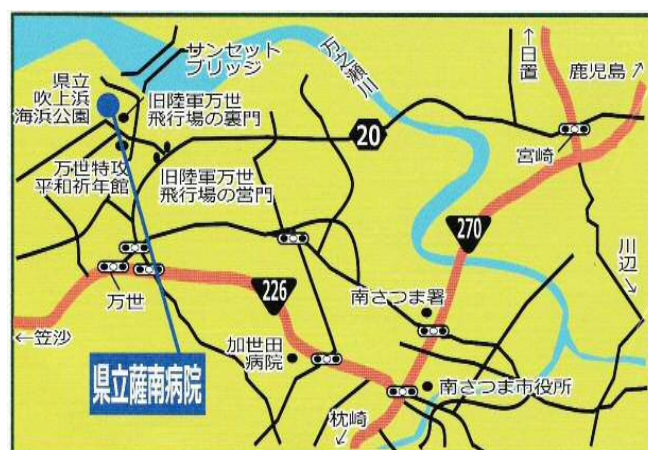 サンセット
ブリッジ
万之瀬川
↑日置
鹿児島↗
県立
吹上浜
海浜公園
旧陸軍万世
飛行場の裏門
20
宮崎
万世特攻
平和祈年館
旧陸軍万世
飛行場の営門
270
川辺↓
万世
226
南さつま署
←笠沙
加世田
病院
県立薩南病院
南さつま市役所
枕崎↙